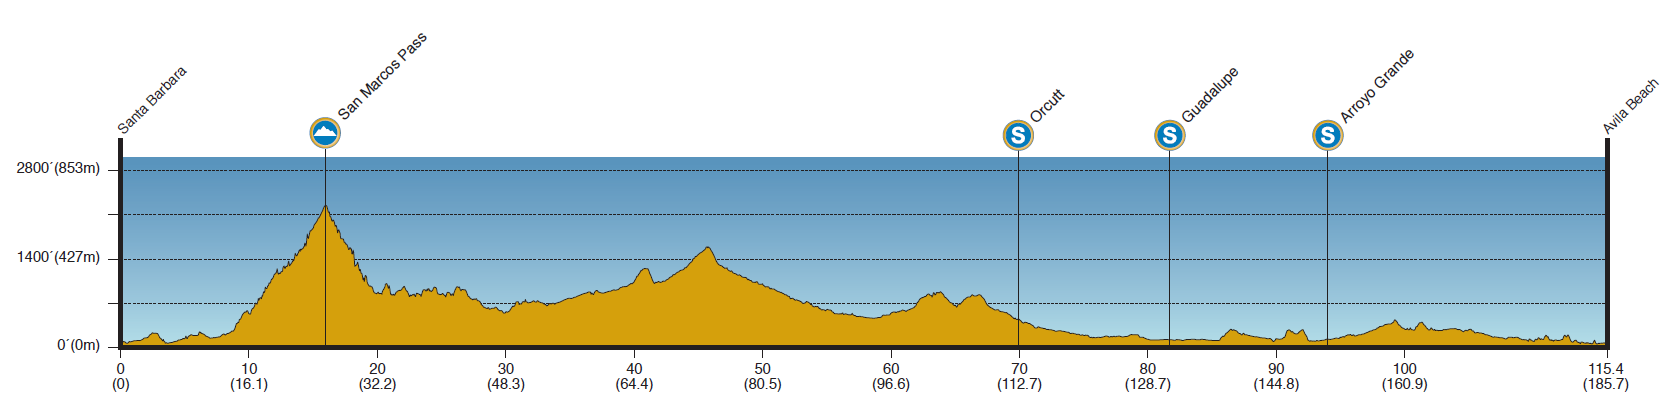 Santa Barbara
San Marcos Pass
Orcutt
Guadalupe
Arroyo Grande
Avila Beach
S
S
S
2800´(853m)
1400´(427m)
0´(0m)
0 10 20 30 40 50 60 70 80 90 100 115.4
(0) (16.1) (32.2) (48.3) (64.4) (80.5) (96.6) (112.7) (128.7) (144.8) (160.9) (185.7)